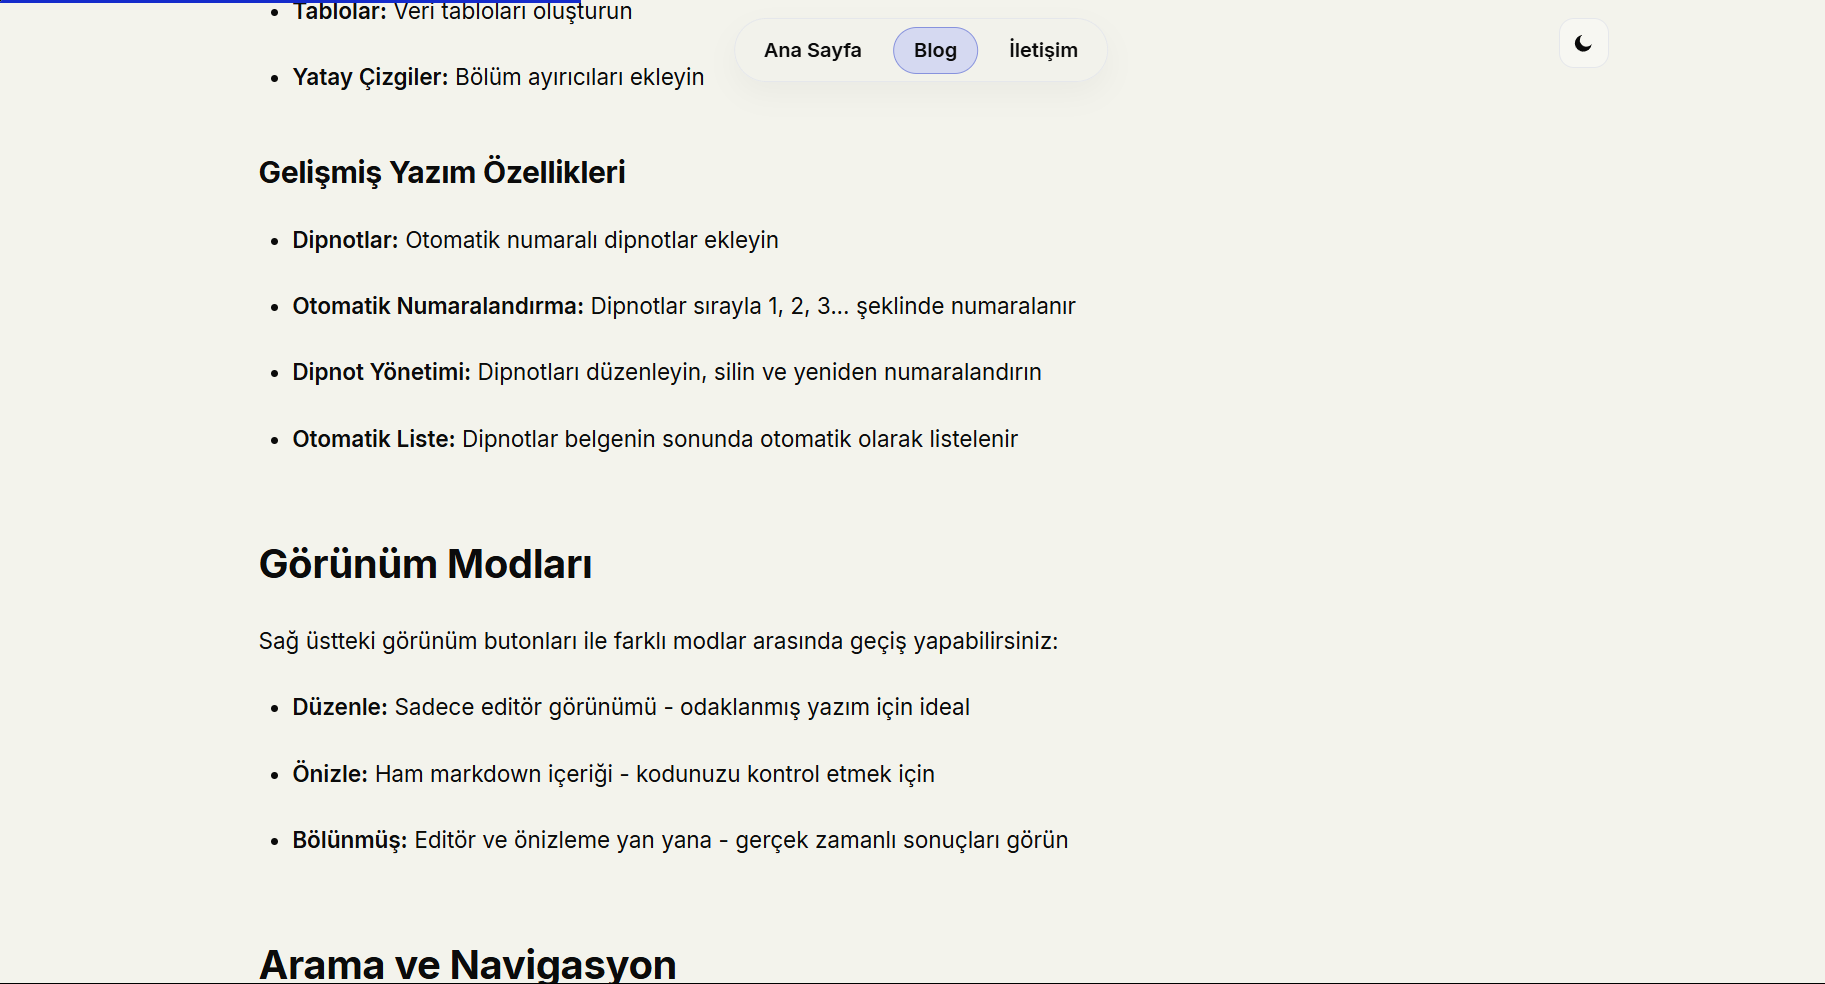 Tablolar: Veri tabloları oluşturun
Ana Sayfa
Blog
İletişim
Yatay Çizgiler: Bölüm ayırıcıları ekleyin
Gelişmiş Yazım Özellikleri
Dipnotlar: Otomatik numaralı dipnotlar ekleyin
Otomatik Numaralandırma: Dipnotlar sırayla 1, 2, 3... şeklinde numaralanır
Dipnot Yönetimi: Dipnotları düzenleyin, silin ve yeniden numaralandırın
Otomatik Liste: Dipnotlar belgenin sonunda otomatik olarak listelenir
Görünüm Modları
Sağ üstteki görünüm butonları ile farklı modlar arasında geçiş yapabilirsiniz:
Düzenle: Sadece editör görünümü - odaklanmış yazım için ideal
Önizle: Ham markdown içeriği - kodunuzu kontrol etmek için
Bölünmüş: Editör ve önizleme yan yana - gerçek zamanlı sonuçları görün
Arama ve Navigasyon